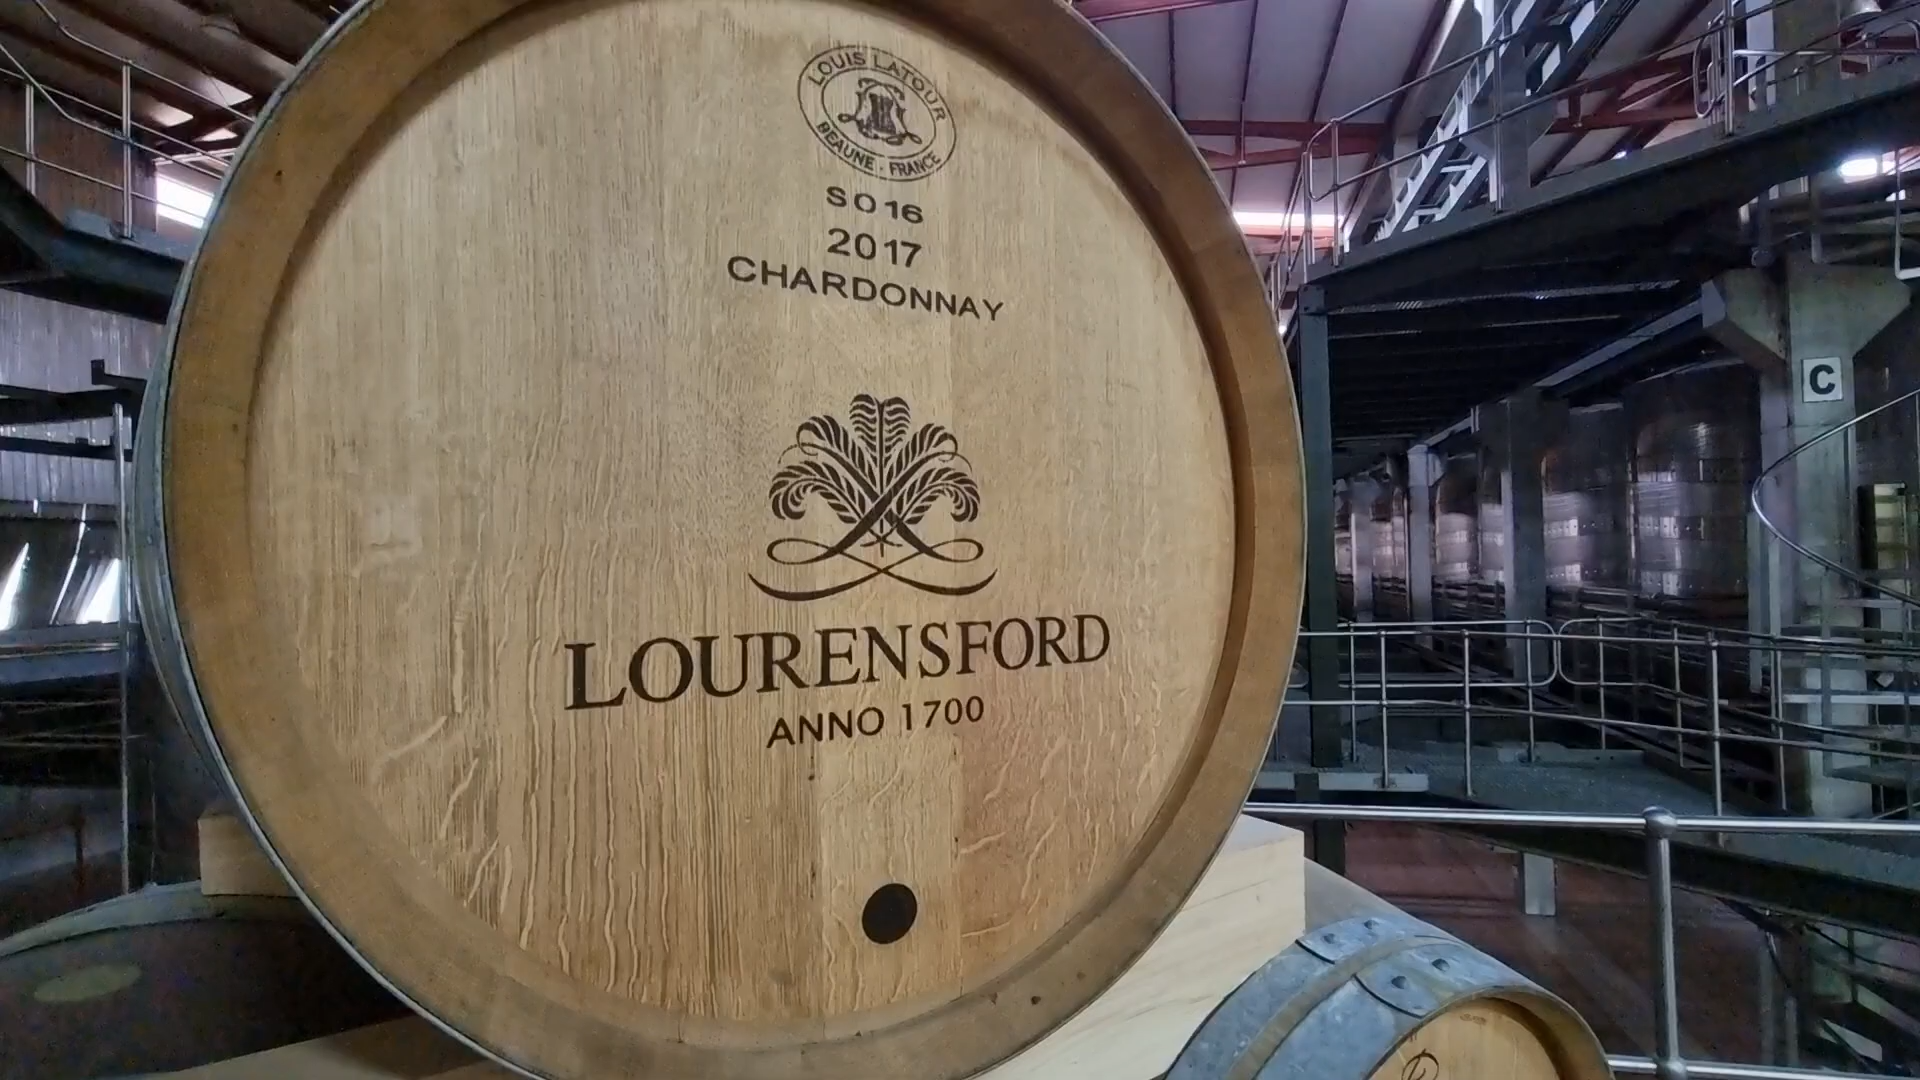 LOUIS LATOUR
BEAUNE · FRANCE
SO16
2017
CHARDONNAY
LOURENSFORD
ANNO 1700
C